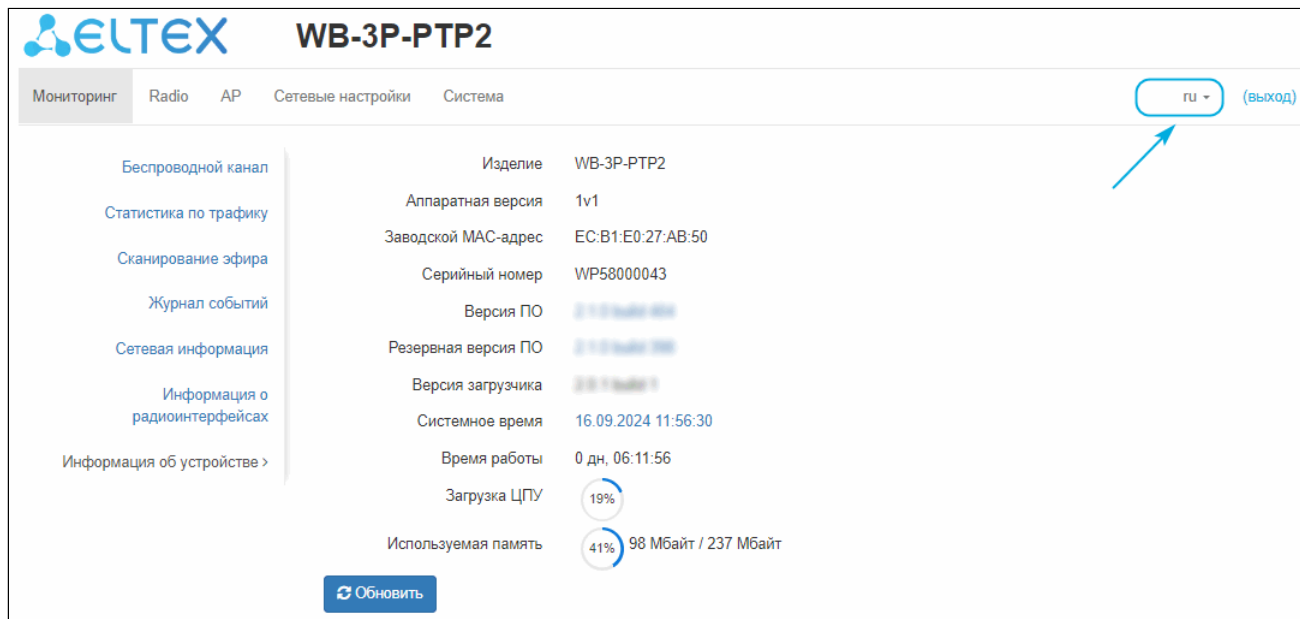 ELTEX WB-3P-PTP2
Мониторинг Radio AP Сетевые настройки Система ru (выход)
Беспроводной канал
Статистика по трафику
Сканирование эфира
Журнал событий
Сетевая информация
Информация о
радиоинтерфейсах
Информация об устройстве >
Изделие WB-3P-PTP2
Аппаратная версия 1v1
Заводской MAC-адрес EC:B1:E0:27:AB:50
Серийный номер WP58000043
Версия ПО
Резервная версия ПО
Версия загрузчика
Системное время 16.09.2024 11:56:30
Время работы 0 дн, 06:11:56
Загрузка ЦПУ 19%
Используемая память 41% 98 Мбайт / 237 Мбайт
Обновить